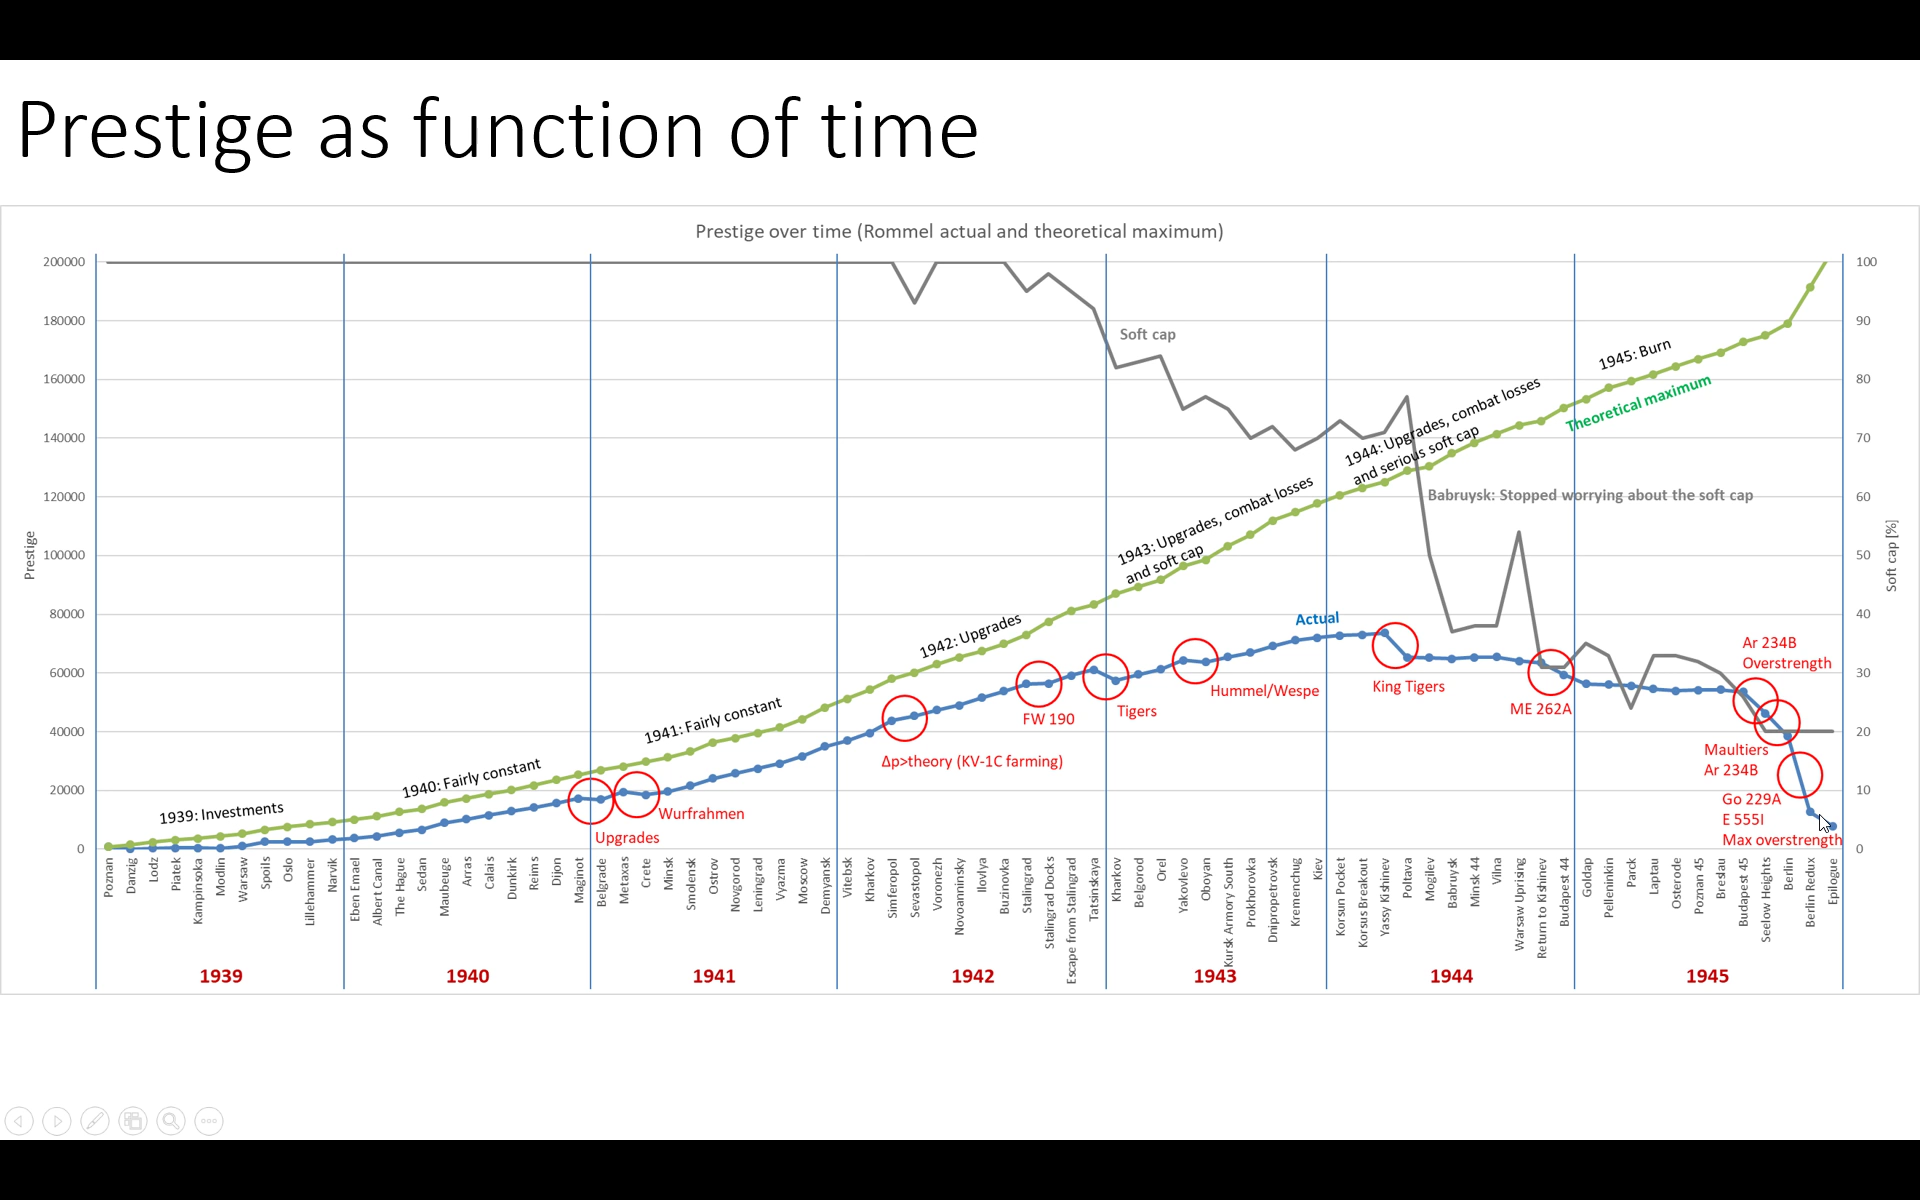 Prestige as function of time
Prestige over time (Rommel actual and theoretical maximum)
200000
180000
160000
140000
120000
100000
80000
60000
40000
20000
0
Prestige
100
90
80
70
60
50
40
30
20
10
0
Soft cap [%]
Soft cap
1945: Burn
Theoretical maximum
1944: Upgrades, combat losses
and serious soft cap
Babruysk: Stopped worrying about the soft cap
1943: Upgrades, combat losses
and soft cap
1942: Upgrades
Actual
1941: Fairly constant
1940: Fairly constant
1939: Investments
Upgrades
Wurfrahmen
Δp>theory (KV-1C farming)
FW 190
Tigers
Hummel/Wespe
King Tigers
ME 262A
Ar 234B
Overstrength
Maultiers
Ar 234B
Go 229A
E 555I
Max overstrength
Poznan
Danzig
Lodz
Piatek
Kampinsoka
Modlin
Warsaw
Spoils
Oslo
Lillehammer
Narvik
Eben Emael
Albert Canal
The Hague
Sedan
Maubeuge
Arras
Calais
Dunkirk
Reims
Dijon
Maginot
Belgrade
Metaxas
Crete
Minsk
Smolensk
Ostrov
Novgorod
Leningrad
Vyazma
Moscow
Demyansk
Vitebsk
Kharkov
Simferopol
Sevastopol
Voronezh
Novoanninsky
Ilovlya
Buzinovka
Stalingrad
Stalingrad Docks
Escape from Stalingrad
Tatsinskaya
Kharkov
Belgorod
Orel
Yakovlevo
Oboyan
Kursk Armory South
Prokhorovka
Dnipropetrovsk
Kremenchug
Kiev
Korsun Pocket
Korsus Breakout
Yassy Kishinev
Poltava
Mogilev
Babruysk
Minsk 44
Vilna
Warsaw Uprising
Return to Kishinev
Budapest 44
Goldap
Pelleninkin
Parck
Laptau
Osterode
Poznan 45
Breslau
Budapest 45
Seelow Heights
Berlin
Berlin Redux
Epilogue
1939
1940
1941
1942
1943
1944
1945